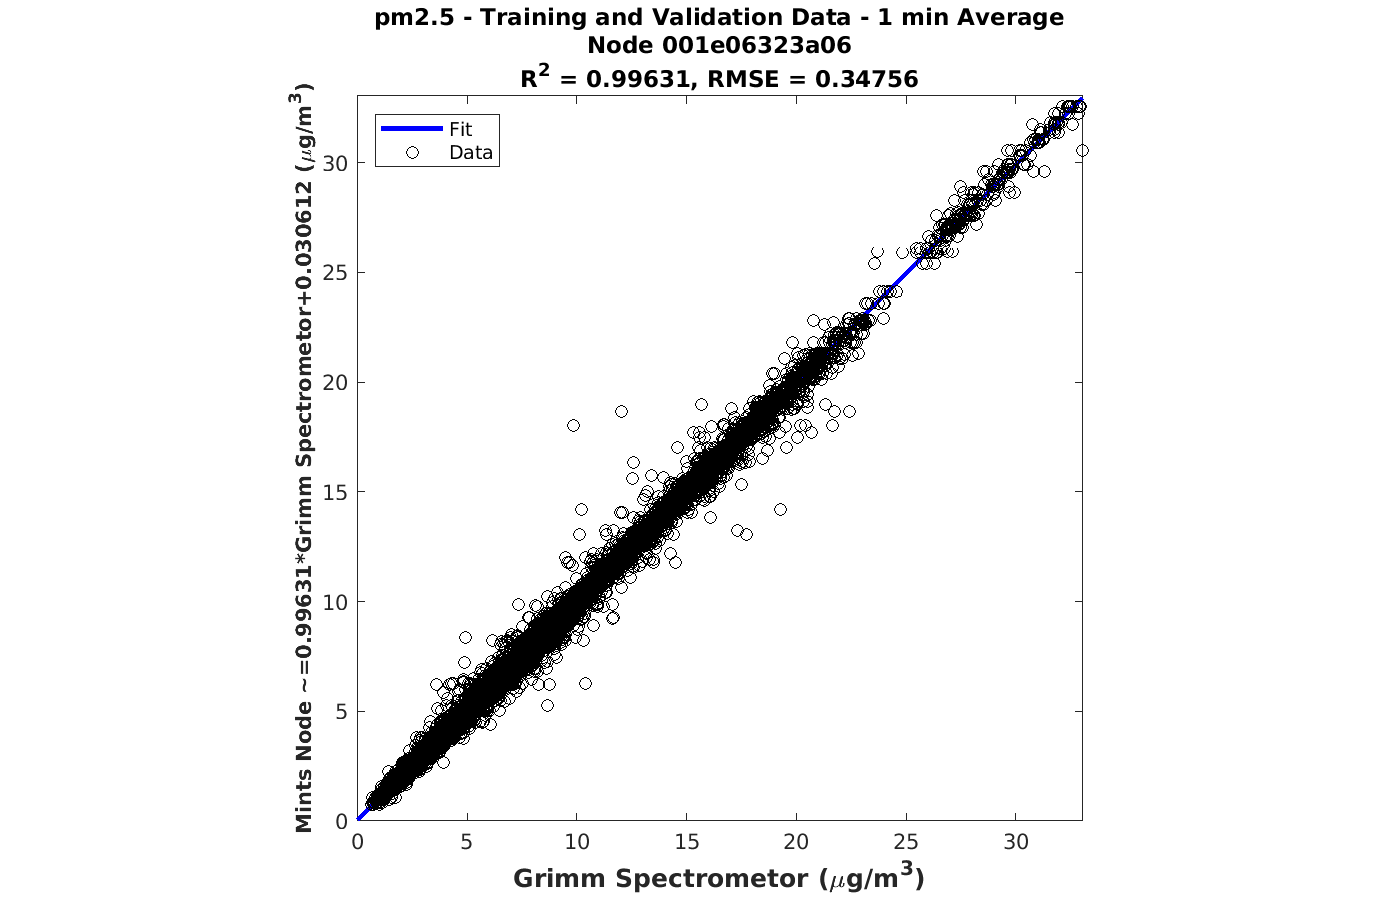 pm2.5 - Training and Validation Data - 1 min Average
Node 001e06323a06
R² = 0.99631, RMSE = 0.34756
Fit
Data
Mints Node ~=0.99631*Grimm Spectrometor+0.030612 (μg/m³)
30
25
20
15
10
5
0
0 5 10 15 20 25 30
Grimm Spectrometor (μg/m³)